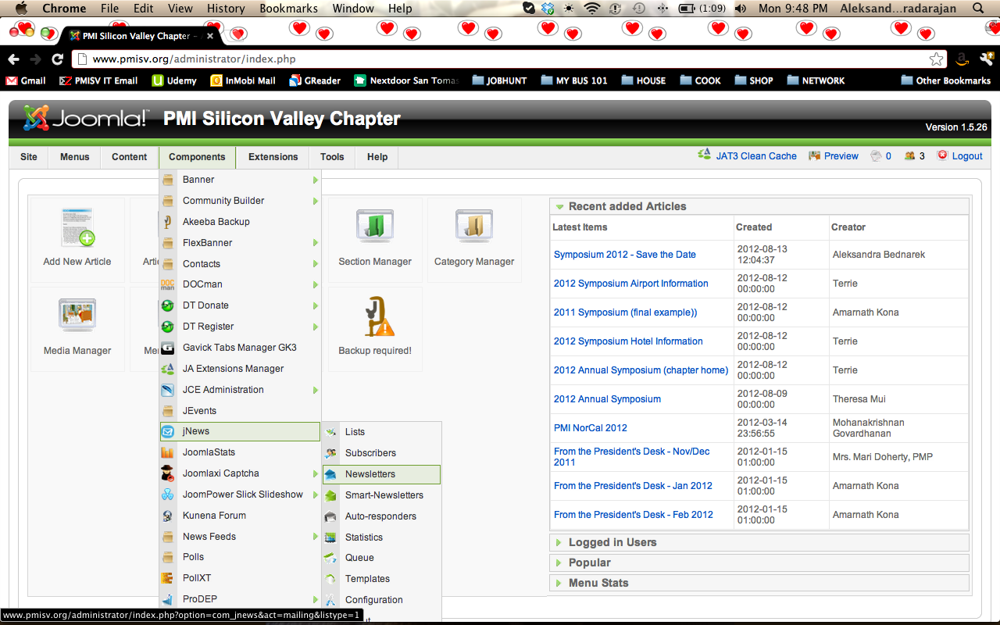 Chrome File Edit View History Bookmarks Window Help (1:09) Mon 9:48 PM Aleksand...radarajan
PMI Silicon Valley Chapter –
www.pmisv.org/administrator/index.php
Gmail PMISV IT Email Udemy InMobi Mail GReader Nextdoor San Tomas JOBHUNT MY BUS 101 HOUSE COOK SHOP NETWORK Other Bookmarks
Joomla! PMI Silicon Valley Chapter
Version 1.5.26
Site Menus Content Components Extensions Tools Help JAT3 Clean Cache Preview 0 3 Logout
Banner
Community Builder
Akeeba Backup
FlexBanner
Contacts
DOCman
DT Donate
DT Register
Gavick Tabs Manager GK3
JA Extensions Manager
JCE Administration
JEvents
jNews
JoomlaStats
Joomlaxi Captcha
JoomPower Slick Slideshow
Kunena Forum
News Feeds
Polls
PollXT
ProDEP
Lists
Subscribers
Newsletters
Smart-Newsletters
Auto-responders
Statistics
Queue
Templates
Configuration
Add New Article
Section Manager
Category Manager
Media Manager
Backup required!
Recent added Articles
Latest Items Created Creator
Symposium 2012 - Save the Date 2012-08-13 12:04:37 Aleksandra Bednarek
2012 Symposium Airport Information 2012-08-12 00:00:00 Terrie
2011 Symposium (final example)) 2012-08-12 00:00:00 Amarnath Kona
2012 Symposium Hotel Information 2012-08-12 00:00:00 Terrie
2012 Annual Symposium (chapter home) 2012-08-12 00:00:00 Terrie
2012 Annual Symposium 2012-08-09 00:00:00 Theresa Mui
PMI NorCal 2012 2012-03-14 23:56:55 Mohanakrishnan Govardhanan
From the President's Desk - Nov/Dec 2011 2012-01-15 01:00:00 Mrs. Mari Doherty, PMP
From the President's Desk - Jan 2012 2012-01-15 01:00:00 Amarnath Kona
From the President's Desk - Feb 2012 2012-01-15 01:00:00 Amarnath Kona
Logged in Users
Popular
Menu Stats
www.pmisv.org/administrator/index.php?option=com_jnews&act=mailing&listype=1